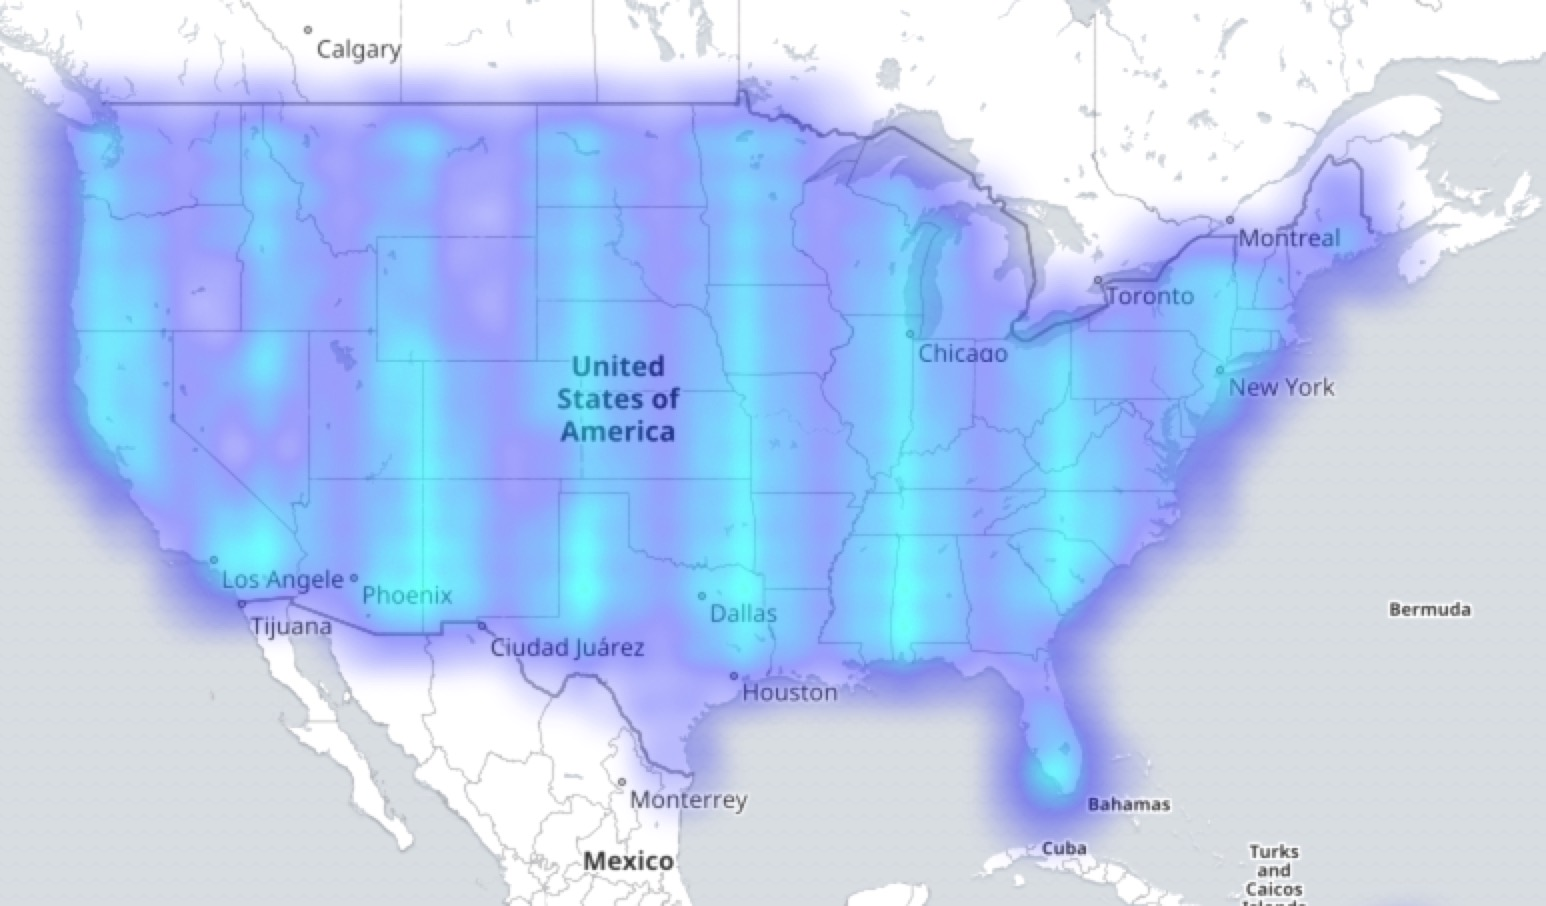 Calgary
Montreal
Toronto
Chicago
United
States of
America
New York
Los Angele
Phoenix
Dallas
Bermuda
Tijuana
Ciudad Juárez
Houston
Monterrey
Bahamas
Cuba
Mexico
Turks
and
Caicos
Islands